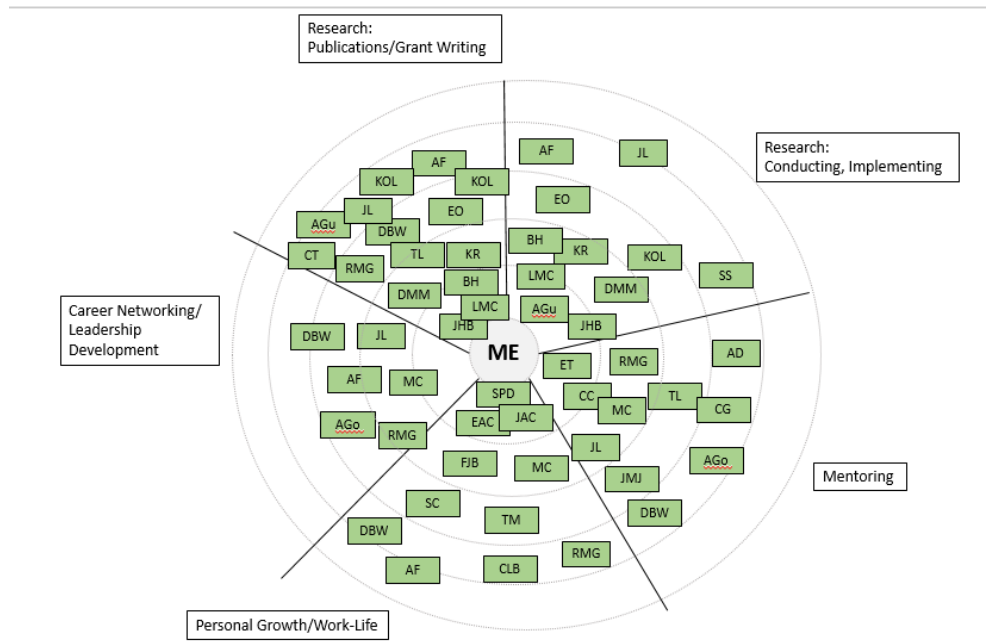 Research:
Publications/Grant Writing
Research:
Conducting, Implementing
Career Networking/
Leadership
Development
Mentoring
Personal Growth/Work-Life
ME
AF
KOL
KOL
JL
EO
AGu
DBW
CT
RMG
TL
KR
DMM
BH
LMC
JHB
AF
JL
EO
BH
KR
KOL
LMC
DMM
SS
AGu
JHB
ET
RMG
AD
CC
MC
TL
CG
JL
JMJ
AGo
DBW
DBW
JL
AF
MC
AGo
RMG
SPD
EAC
JAC
FJB
MC
SC
TM
DBW
AF
CLB
RMG